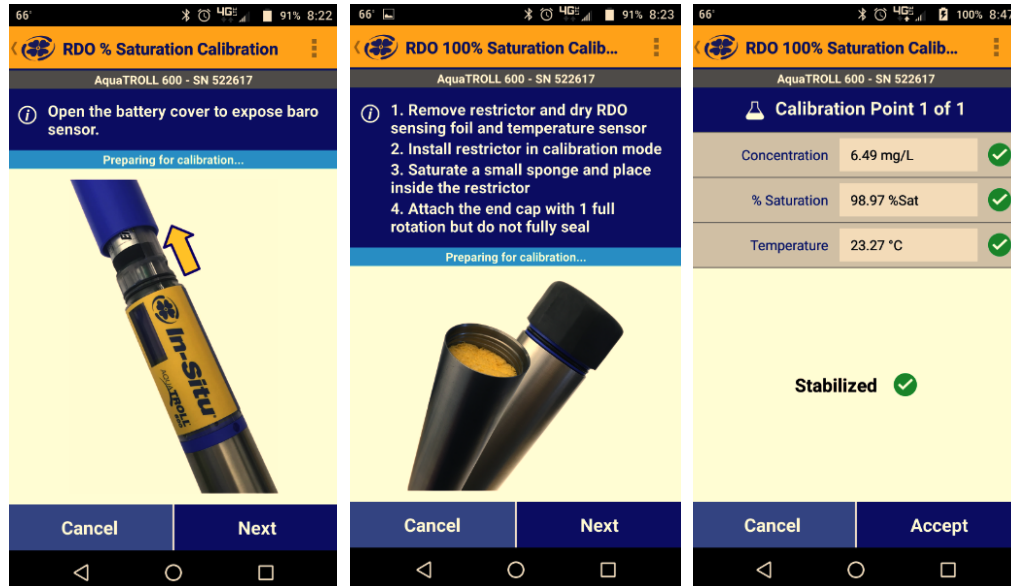 66° 4G 91% 8:22
RDO % Saturation Calibration
AquaTROLL 600 - SN 522617
Open the battery cover to expose baro
sensor.
Preparing for calibration...
In-Situ
AQUATROLL
Cancel Next
66° 4G 91% 8:23
RDO 100% Saturation Calib...
AquaTROLL 600 - SN 522617
1. Remove restrictor and dry RDO
sensing foil and temperature sensor
2. Install restrictor in calibration mode
3. Saturate a small sponge and place
inside the restrictor
4. Attach the end cap with 1 full
rotation but do not fully seal
Preparing for calibration...
Cancel Next
66° 4G 100% 8:47
RDO 100% Saturation Calib...
AquaTROLL 600 - SN 522617
Calibration Point 1 of 1
Concentration 6.49 mg/L
% Saturation 98.97 %Sat
Temperature 23.27 °C
Stabilized
Cancel Accept